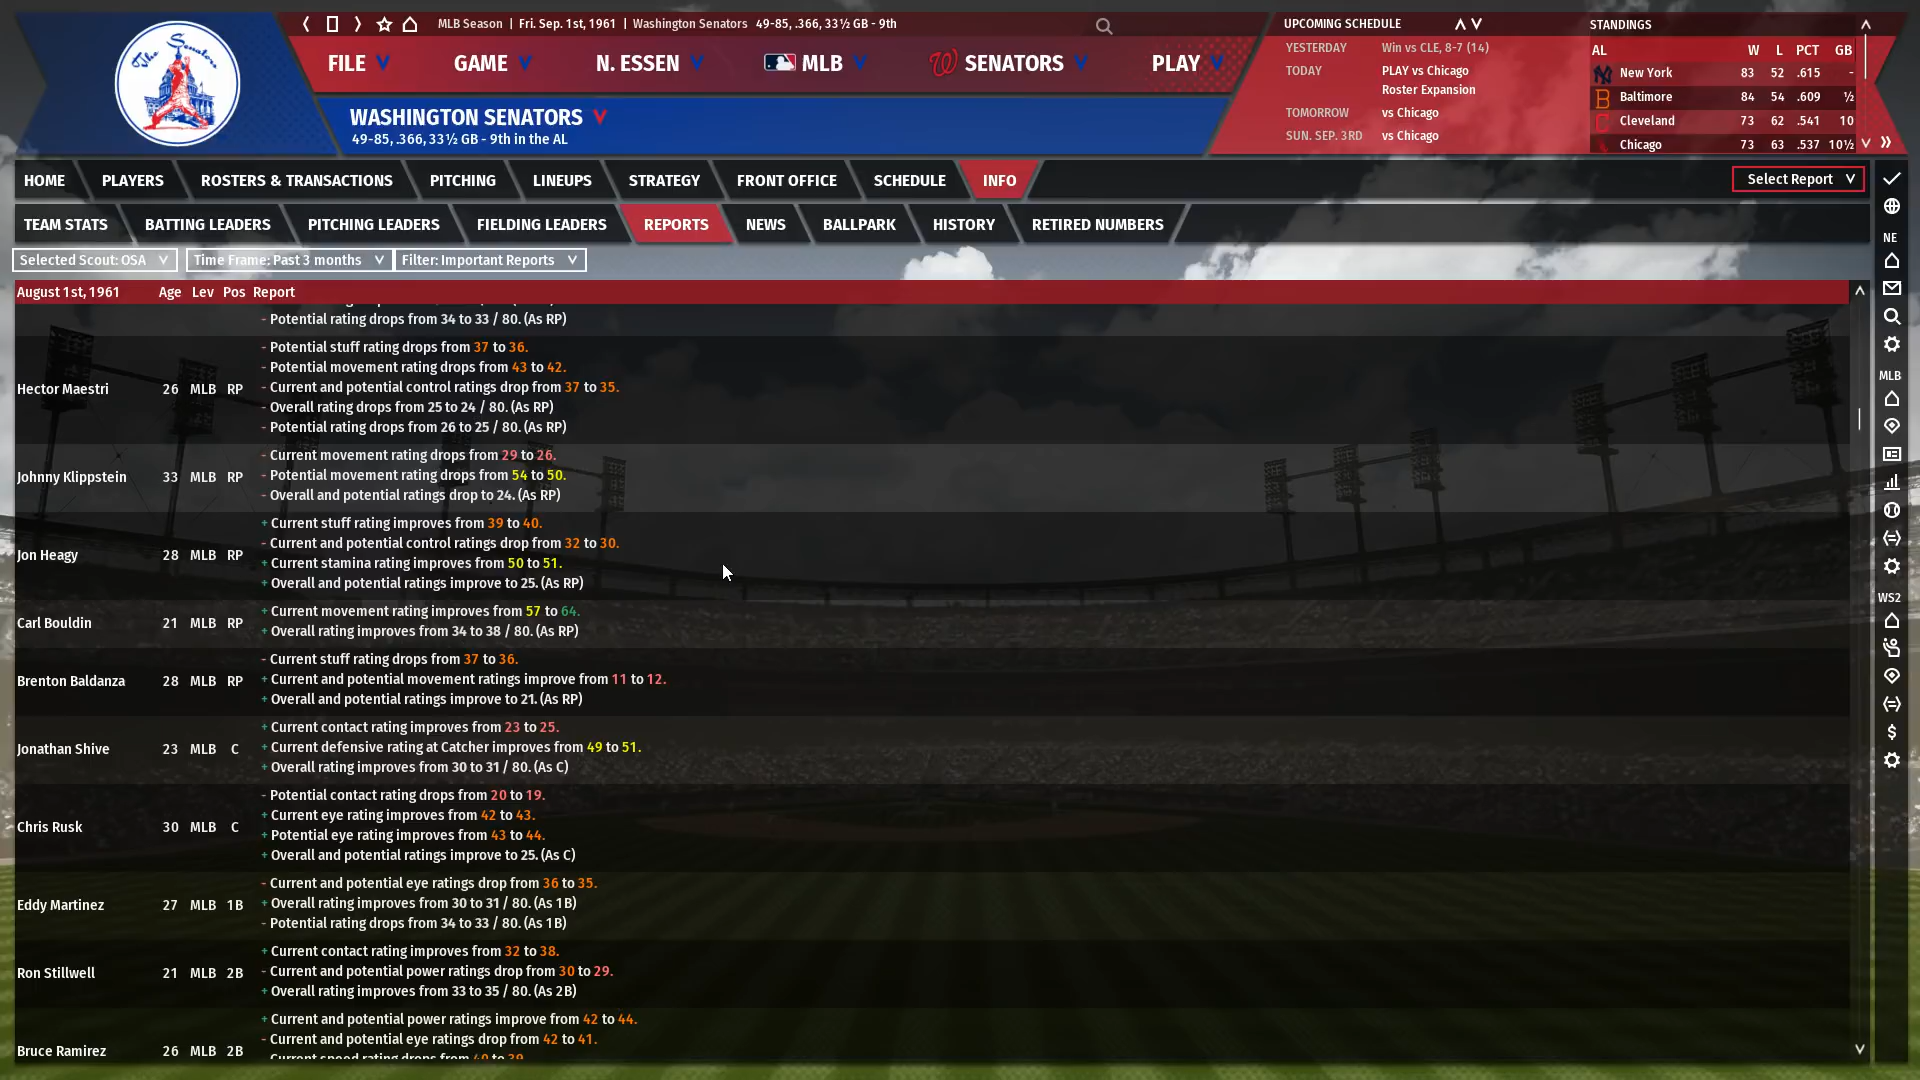 The Senators
MLB Season | Fri. Sep. 1st, 1961 | Washington Senators 49-85, .366, 33½ GB - 9th
FILE GAME N. ESSEN MLB SENATORS PLAY
WASHINGTON SENATORS
49-85, .366, 33½ GB - 9th in the AL
UPCOMING SCHEDULE
YESTERDAY Win vs CLE, 8-7 (14)
TODAY PLAY vs Chicago
Roster Expansion
TOMORROW vs Chicago
SUN. SEP. 3RD vs Chicago
STANDINGS
AL W L PCT GB
New York 83 52 .615 -
Baltimore 84 54 .609 ½
Cleveland 73 62 .541 10
Chicago 73 63 .537 10½
HOME PLAYERS ROSTERS & TRANSACTIONS PITCHING LINEUPS STRATEGY FRONT OFFICE SCHEDULE INFO
Select Report
TEAM STATS BATTING LEADERS PITCHING LEADERS FIELDING LEADERS REPORTS NEWS BALLPARK HISTORY RETIRED NUMBERS
Selected Scout: OSA Time Frame: Past 3 months Filter: Important Reports
August 1st, 1961 Age Lev Pos Report
- Potential rating drops from 34 to 33 / 80. (As RP)
Hector Maestri 26 MLB RP
- Potential stuff rating drops from 37 to 36.
- Potential movement rating drops from 43 to 42.
- Current and potential control ratings drop from 37 to 35.
- Overall rating drops from 25 to 24 / 80. (As RP)
- Potential rating drops from 26 to 25 / 80. (As RP)
Johnny Klippstein 33 MLB RP
- Current movement rating drops from 29 to 26.
- Potential movement rating drops from 54 to 50.
- Overall and potential ratings drop to 24. (As RP)
Jon Heagy 28 MLB RP
+ Current stuff rating improves from 39 to 40.
- Current and potential control ratings drop from 32 to 30.
+ Current stamina rating improves from 50 to 51.
+ Overall and potential ratings improve to 25. (As RP)
Carl Bouldin 21 MLB RP
+ Current movement rating improves from 57 to 64.
+ Overall rating improves from 34 to 38 / 80. (As RP)
Brenton Baldanza 28 MLB RP
- Current stuff rating drops from 37 to 36.
+ Current and potential movement ratings improve from 11 to 12.
+ Overall and potential ratings improve to 21. (As RP)
Jonathan Shive 23 MLB C
+ Current contact rating improves from 23 to 25.
+ Current defensive rating at Catcher improves from 49 to 51.
+ Overall rating improves from 30 to 31 / 80. (As C)
Chris Rusk 30 MLB C
- Potential contact rating drops from 20 to 19.
+ Current eye rating improves from 42 to 43.
+ Potential eye rating improves from 43 to 44.
+ Overall and potential ratings improve to 25. (As C)
Eddy Martinez 27 MLB 1B
- Current and potential eye ratings drop from 36 to 35.
+ Overall rating improves from 30 to 31 / 80. (As 1B)
- Potential rating drops from 34 to 33 / 80. (As 1B)
Ron Stillwell 21 MLB 2B
+ Current contact rating improves from 32 to 38.
- Current and potential power ratings drop from 30 to 29.
+ Overall rating improves from 33 to 35 / 80. (As 2B)
Bruce Ramirez 26 MLB 2B
+ Current and potential power ratings improve from 42 to 44.
- Current and potential eye ratings drop from 42 to 41.
- Current speed rating drops from 40 to 39.
NE
MLB
WS2
$